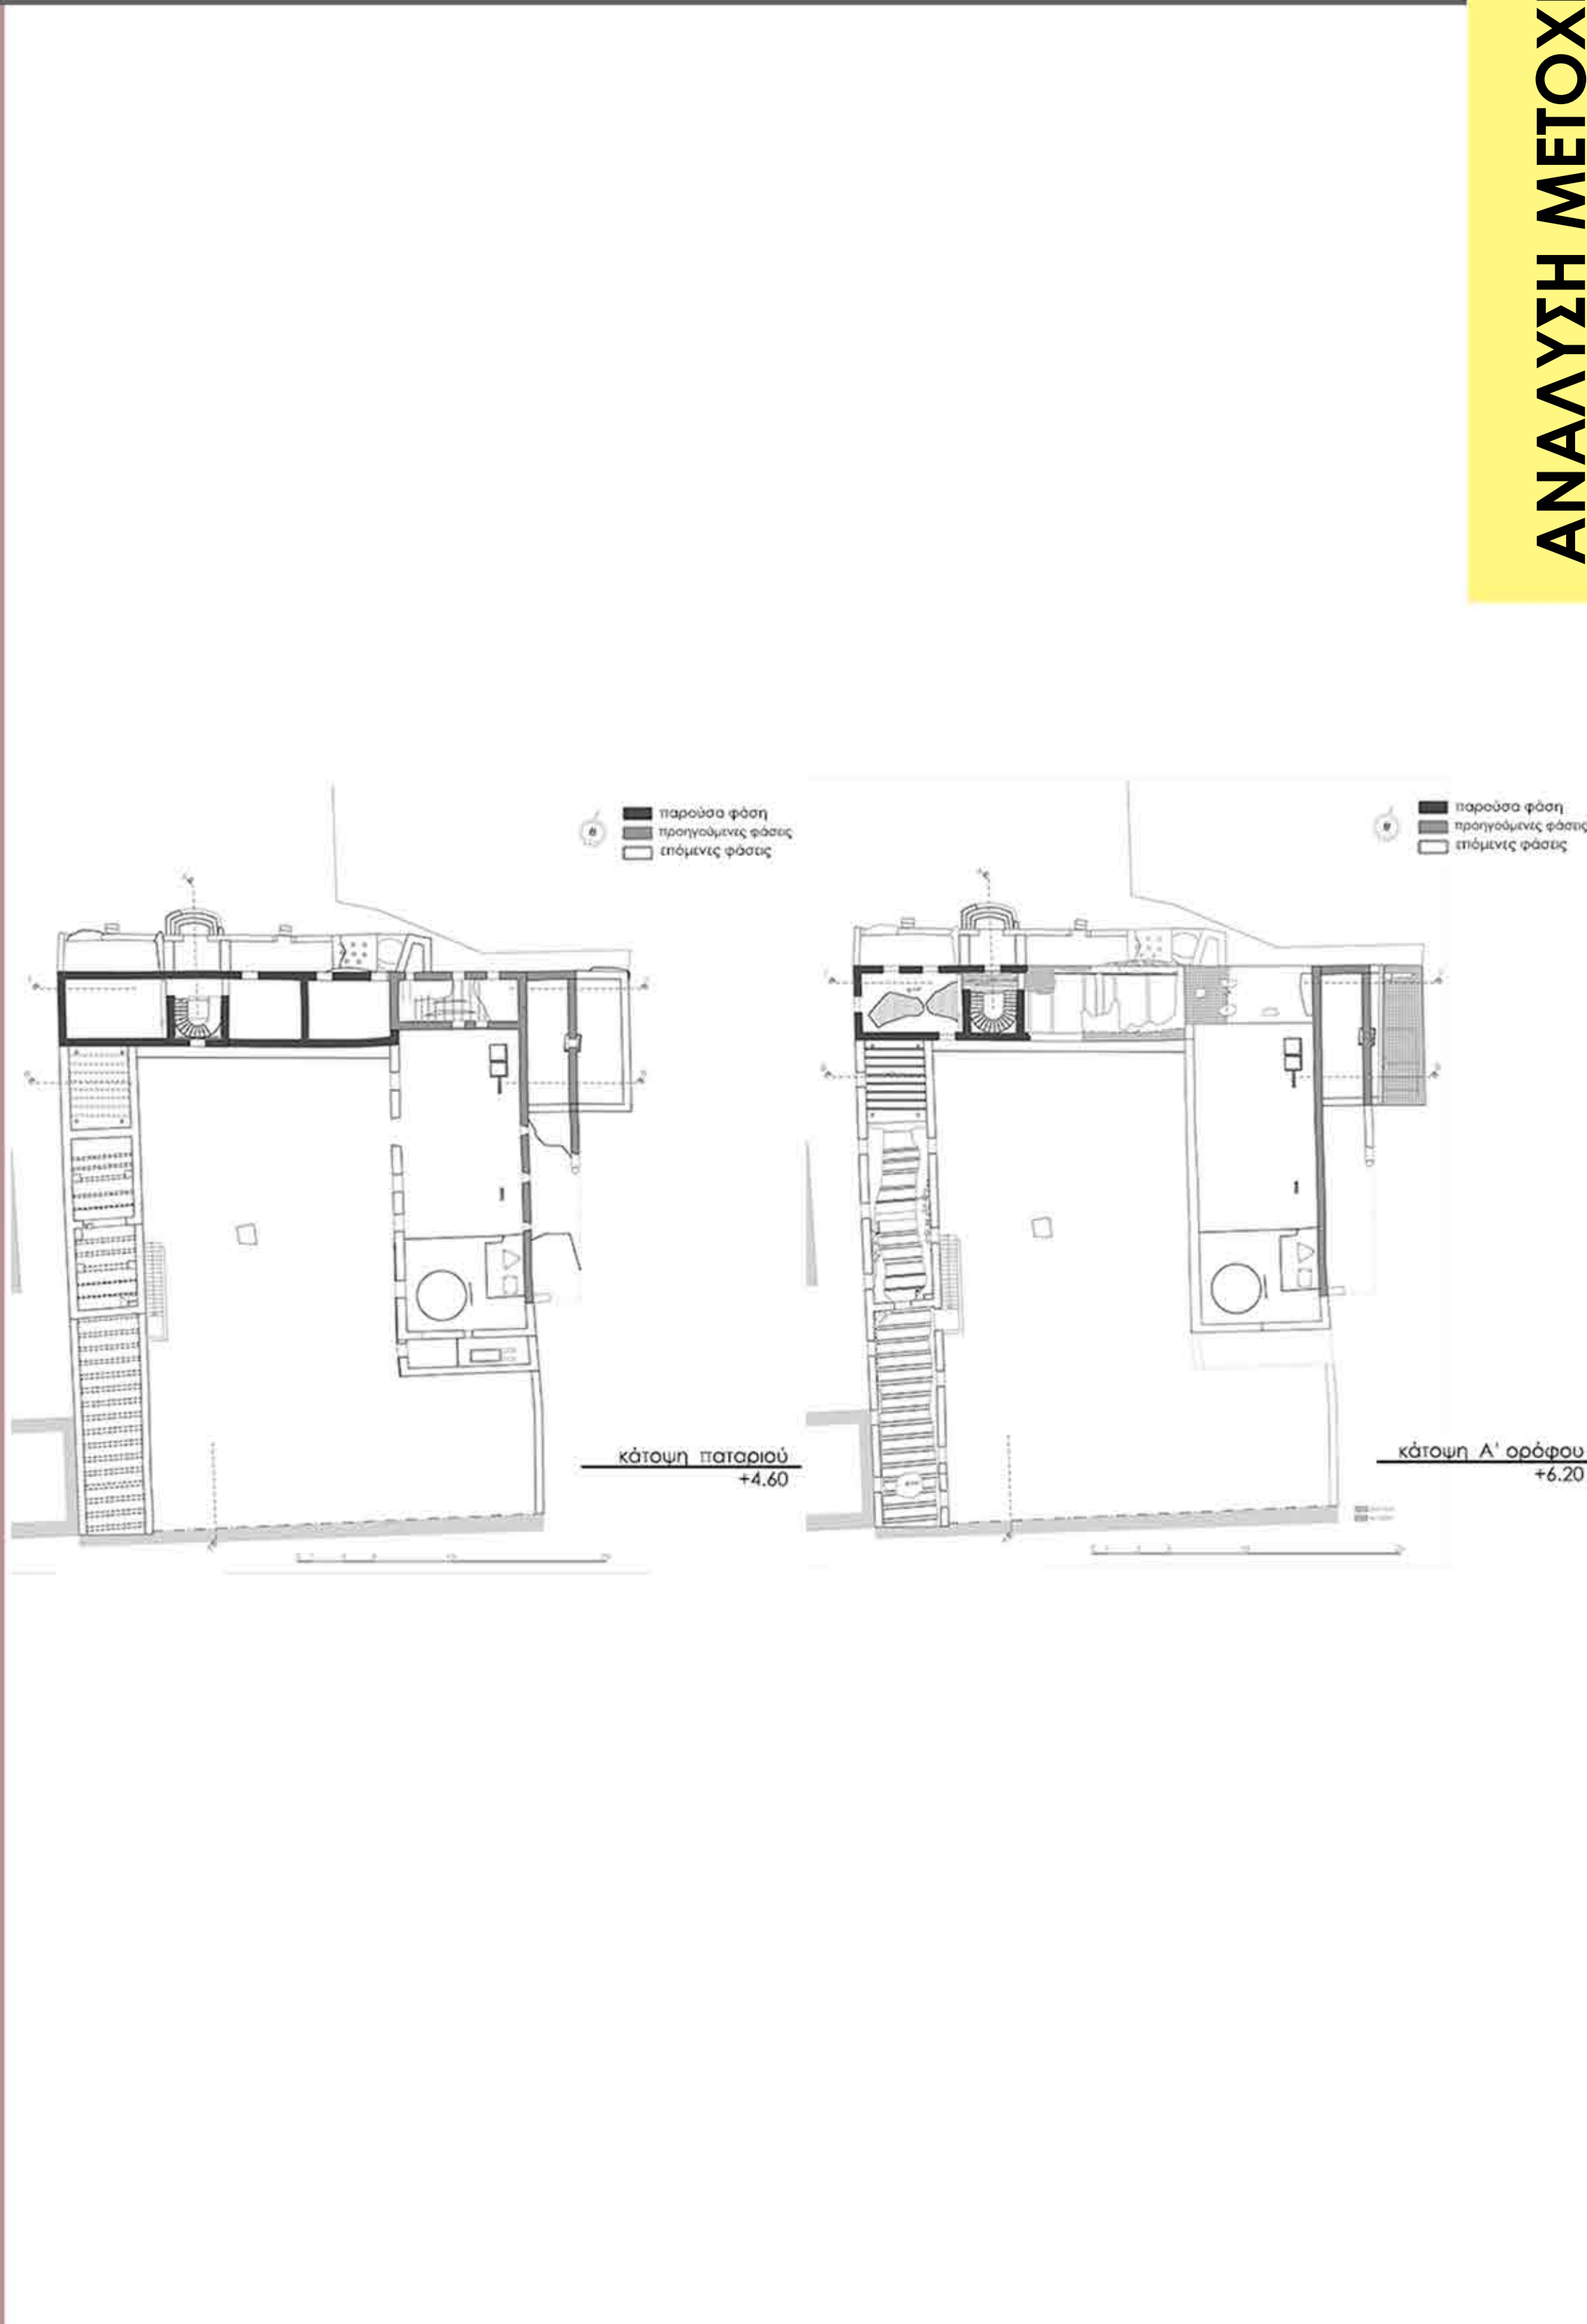 ΑΝΑΛΥΣΗ ΜΕΤΟΧ
παρούσα φάση
προηγούμενες φάσεις
επόμενες φάσεις
παρούσα φάση
προηγούμενες φάσεις
επόμενες φάσεις
κάτοψη παταριού
+4.60
κάτοψη Α' ορόφου
+6.20